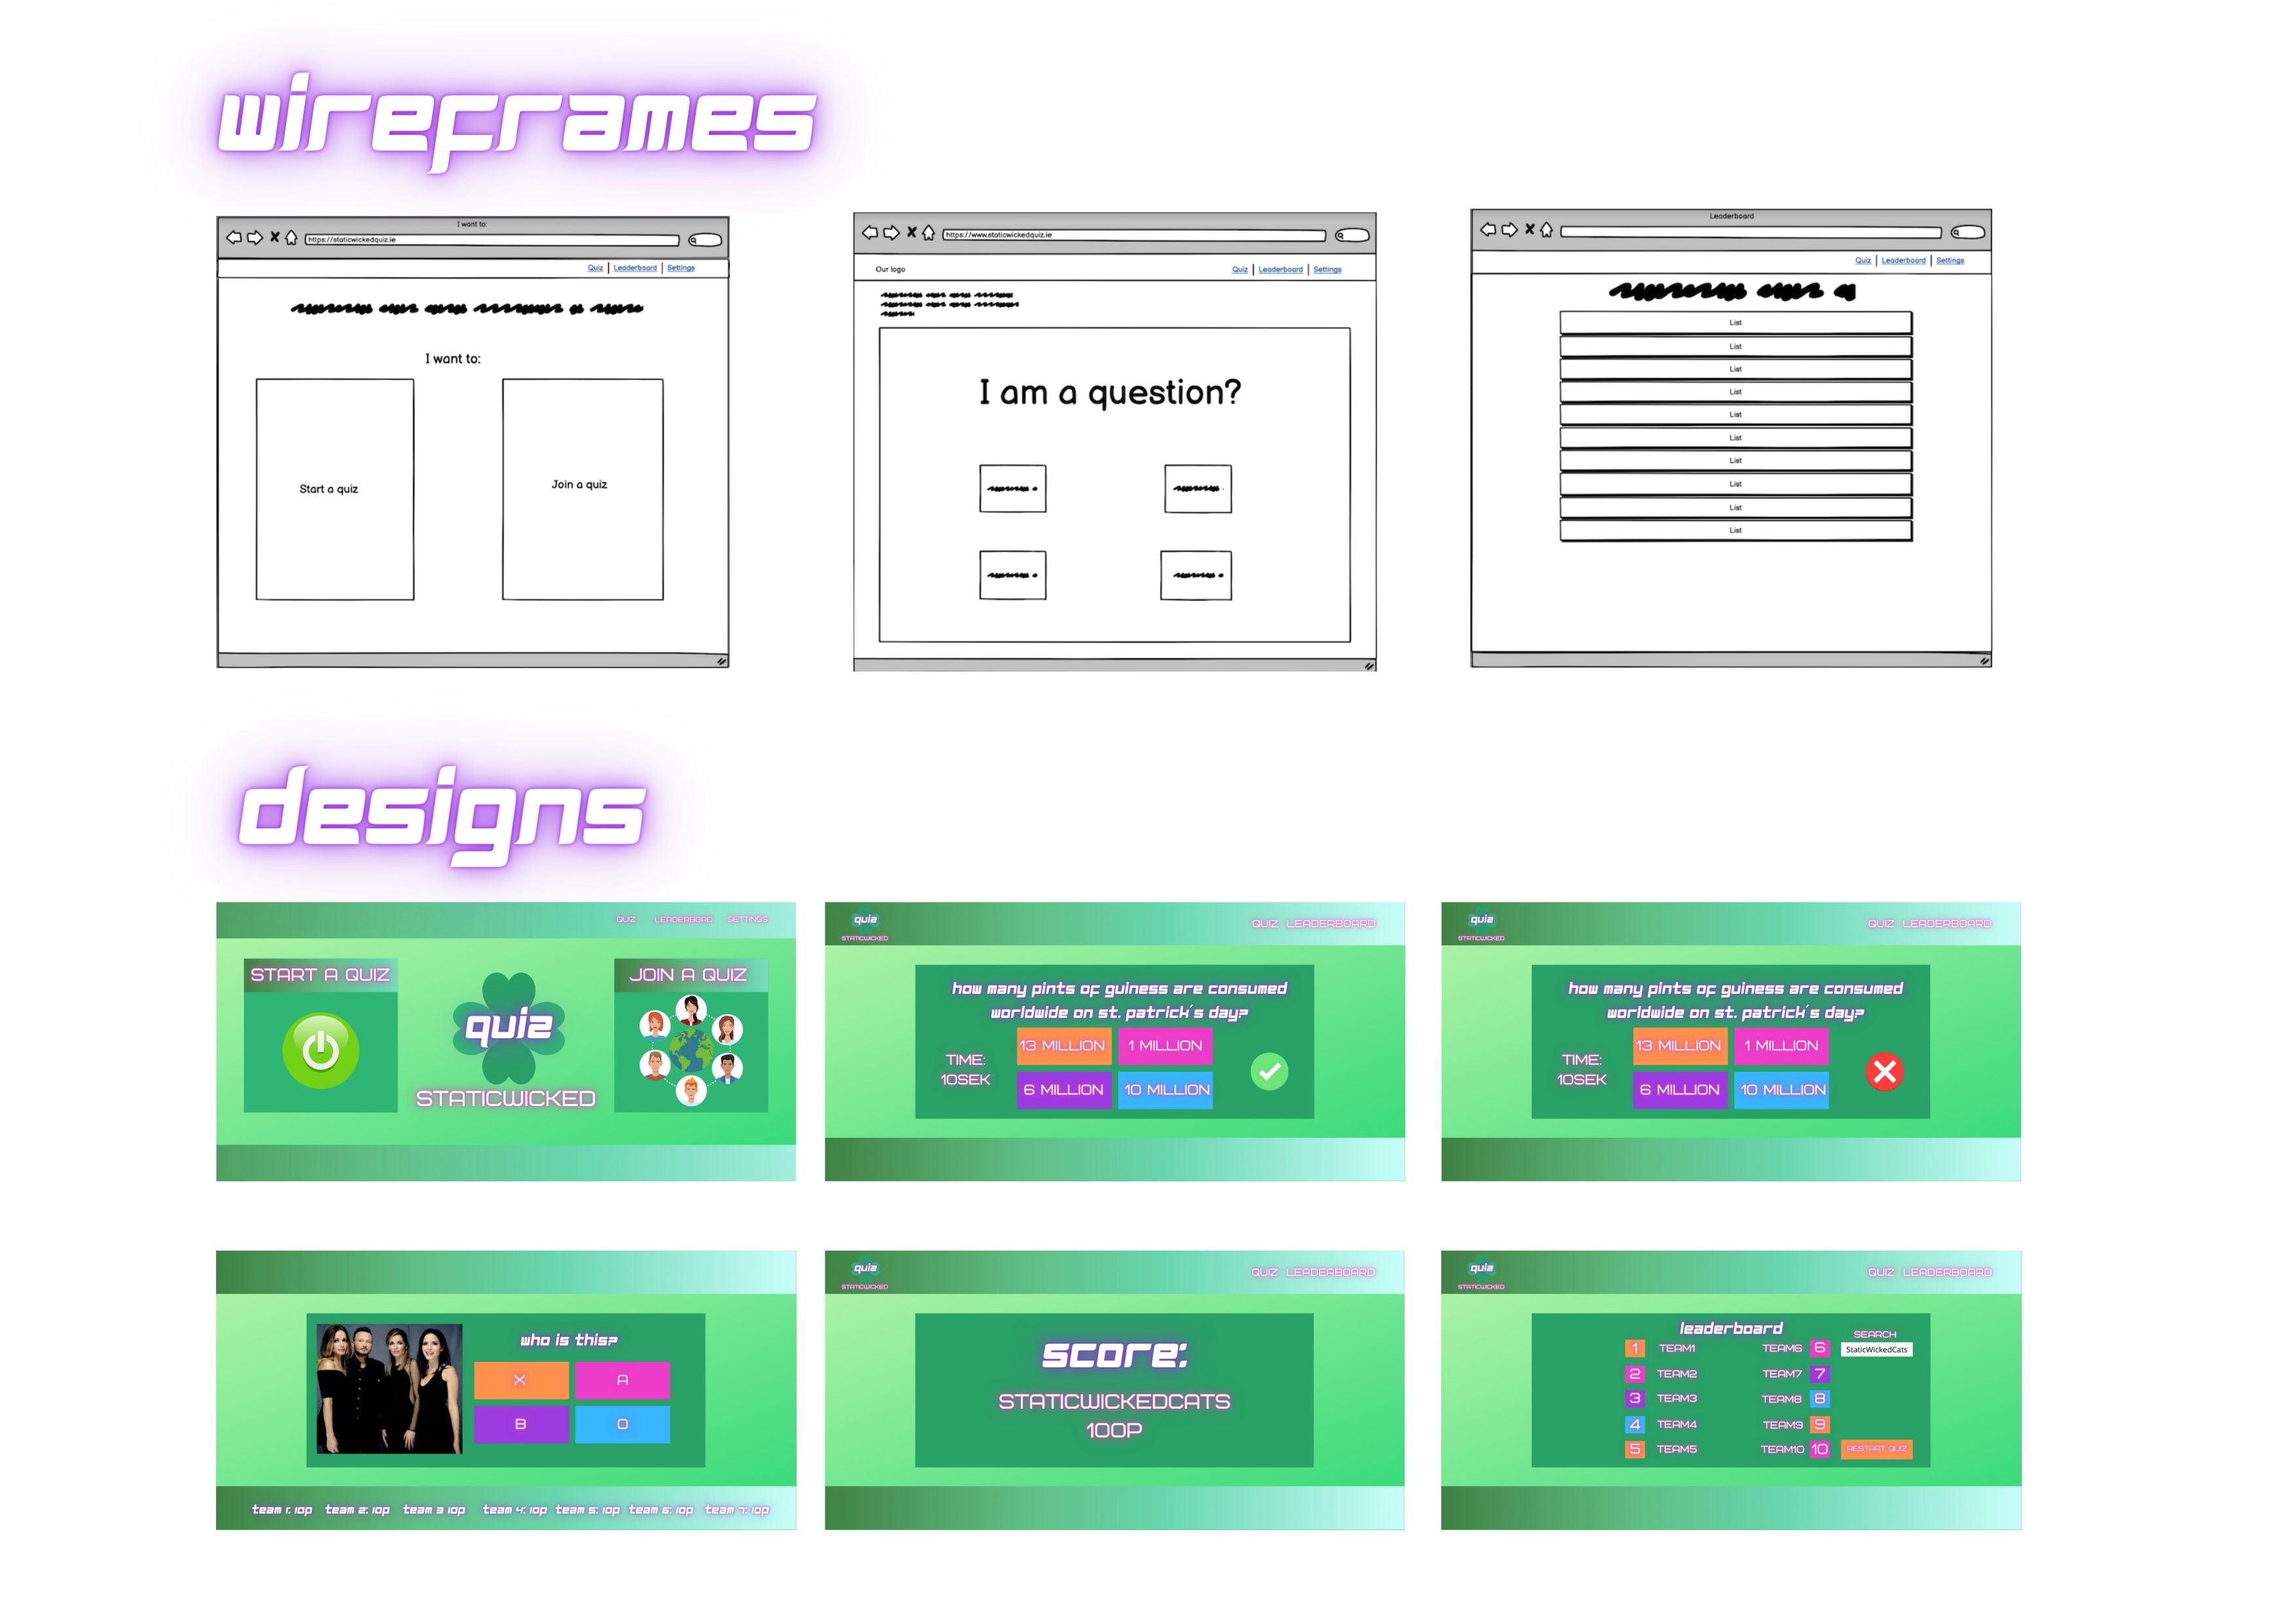 wireframes
I want to:
https://staticwickedquiz.ie
Quiz | Leaderboard | Settings
I want to:
Start a quiz
Join a quiz
https://www.staticwickedquiz.ie
Our logo
Quiz | Leaderboard | Settings
I am a question?
Leaderboard
Quiz | Leaderboard | Settings
List
List
List
List
List
List
List
List
List
List
designs
QUIZ LEADERBORD SETTINGS
START A QUIZ
quiz
STATICWICKED
JOIN A QUIZ
quiz
STATICWICKED
QUIZ LEADERBOARD
how many pints of guiness are consumed
worldwide on st. patrick's day?
TIME:
10SEK
13 MILLION
1 MILLION
6 MILLION
10 MILLION
quiz
STATICWICKED
QUIZ LEADERBOARD
how many pints of guiness are consumed
worldwide on st. patrick's day?
TIME:
10SEK
13 MILLION
1 MILLION
6 MILLION
10 MILLION
who is this?
X
A
B
O
team 1: 10p team 2: 10p team 3 10p team 4: 10p team 5: 10p team 6: 10p team 7: 10p
quiz
STATICWICKED
QUIZ LEADERBOARD
score:
STATICWICKEDCATS
100P
quiz
STATICWICKED
QUIZ LEADERBOARD
leaderboard
SEARCH
StaticWickedCats
1 TEAM1
2 TEAM2
3 TEAM3
4 TEAM4
5 TEAM5
TEAM6 6
TEAM7 7
TEAM8 8
TEAM9 9
TEAM10 10
RESTART QUIZ